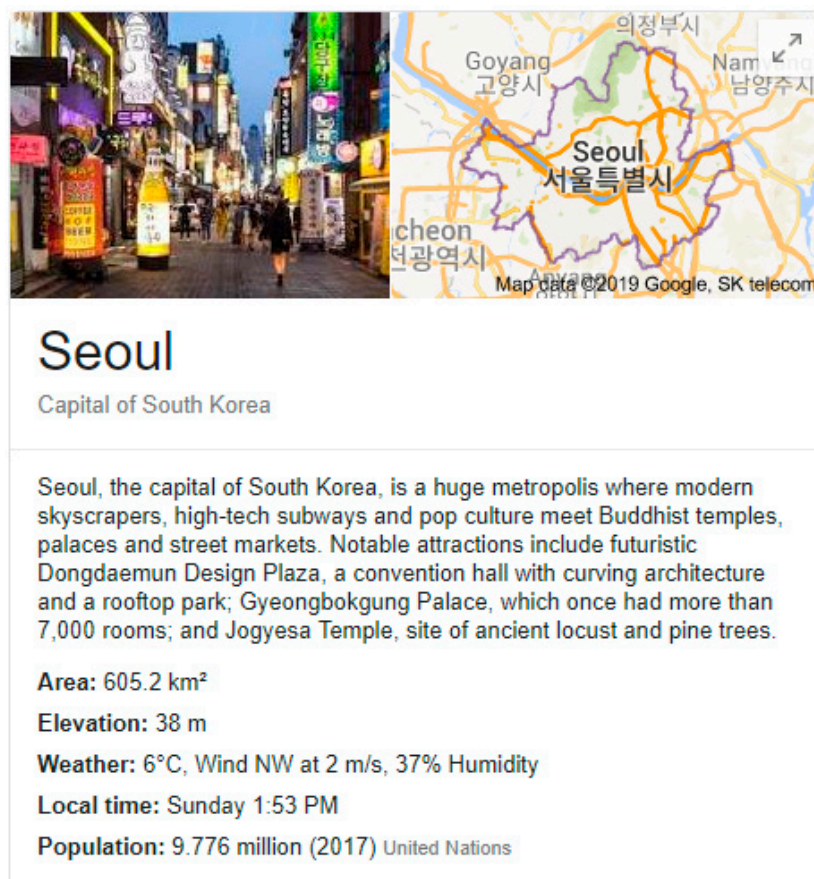 의정부시
Goyang
고양시
남양주시
Seoul
서울특별시
cheon
Anyang
Map data ©2019 Google, SK telecom
Seoul
Capital of South Korea
Seoul, the capital of South Korea, is a huge metropolis where modern
skyscrapers, high-tech subways and pop culture meet Buddhist temples,
palaces and street markets. Notable attractions include futuristic
Dongdaemun Design Plaza, a convention hall with curving architecture
and a rooftop park; Gyeongbokgung Palace, which once had more than
7,000 rooms; and Jogyesa Temple, site of ancient locust and pine trees.
Area: 605.2 km²
Elevation: 38 m
Weather: 6°C, Wind NW at 2 m/s, 37% Humidity
Local time: Sunday 1:53 PM
Population: 9.776 million (2017) United Nations